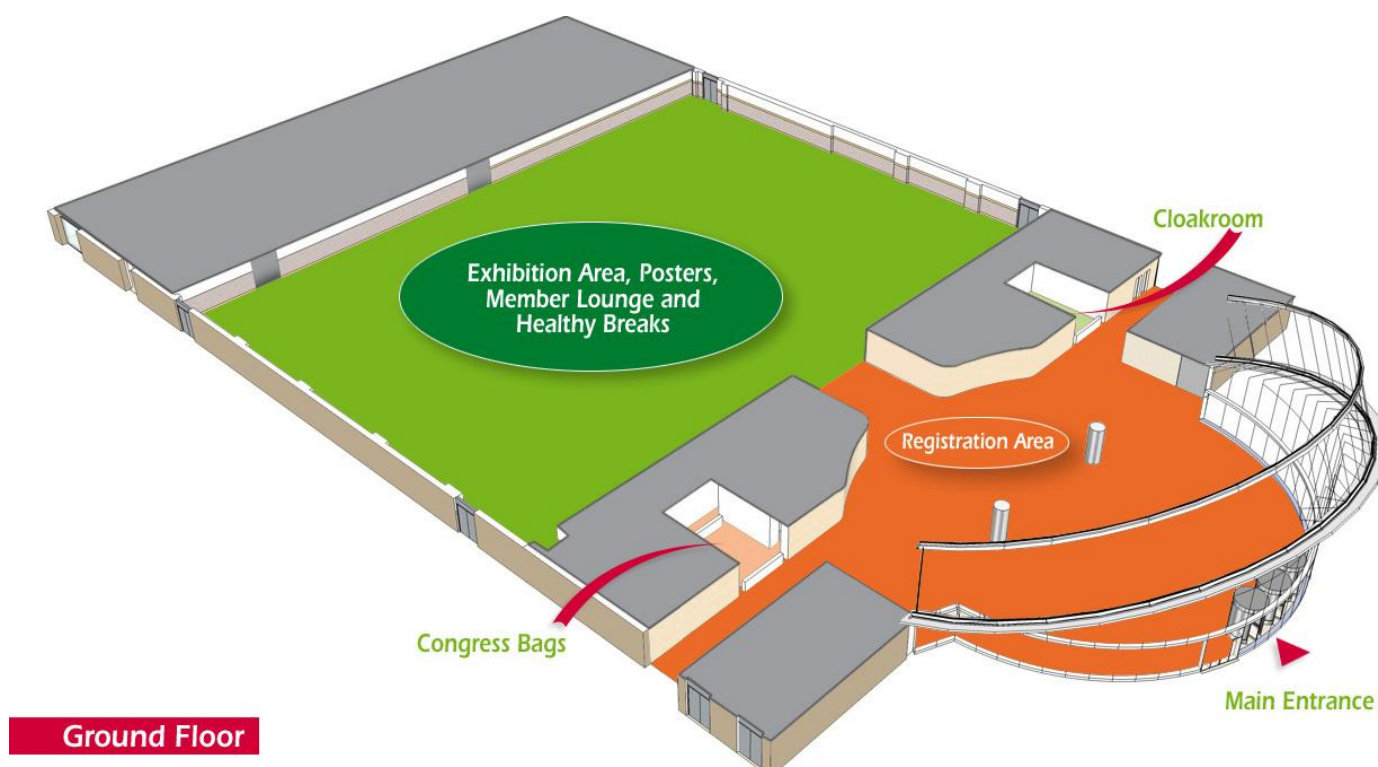 Cloakroom
Exhibition Area, Posters,
Member Lounge and
Healthy Breaks
Registration Area
Congress Bags
Main Entrance
Ground Floor